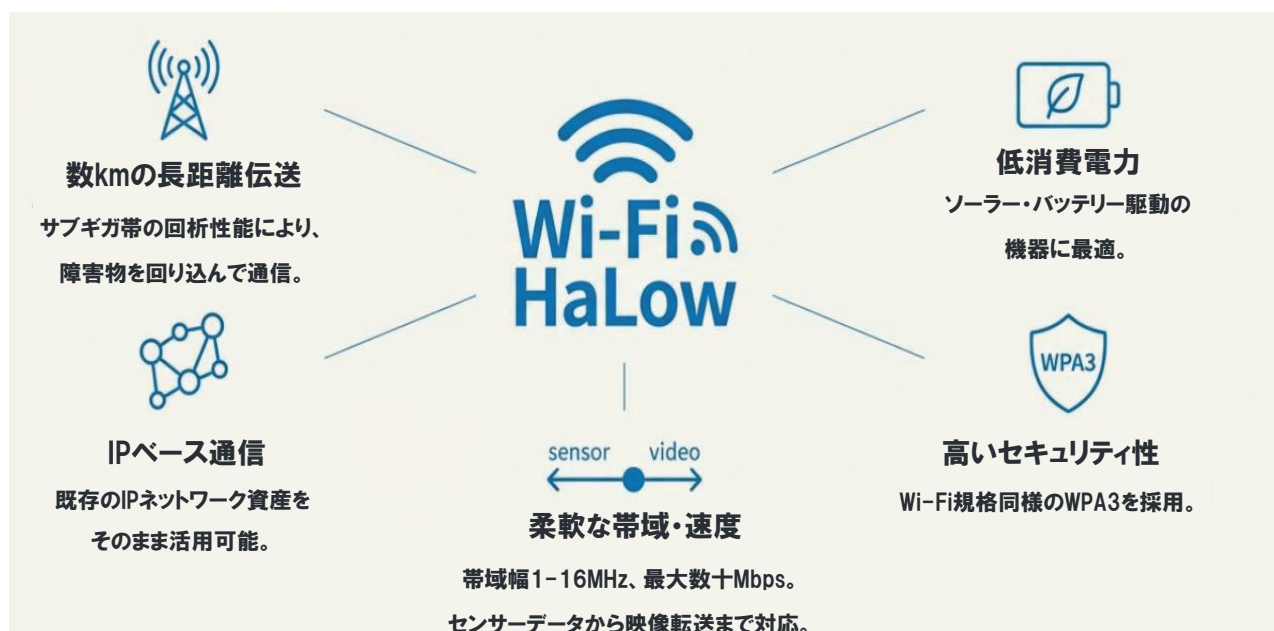 数kmの長距離伝送
サブギガ帯の回析性能により、
障害物を回り込んで通信。
IPベース通信
既存のIPネットワーク資産を
そのまま活用可能。
Wi-Fi
HaLow
sensor video
柔軟な帯域・速度
帯域幅1-16MHz、最大数十Mbps。
センサーデータから映像転送まで対応。
低消費電力
ソーラー・バッテリー駆動の
機器に最適。
WPA3
高いセキュリティ性
Wi-Fi規格同様のWPA3を採用。